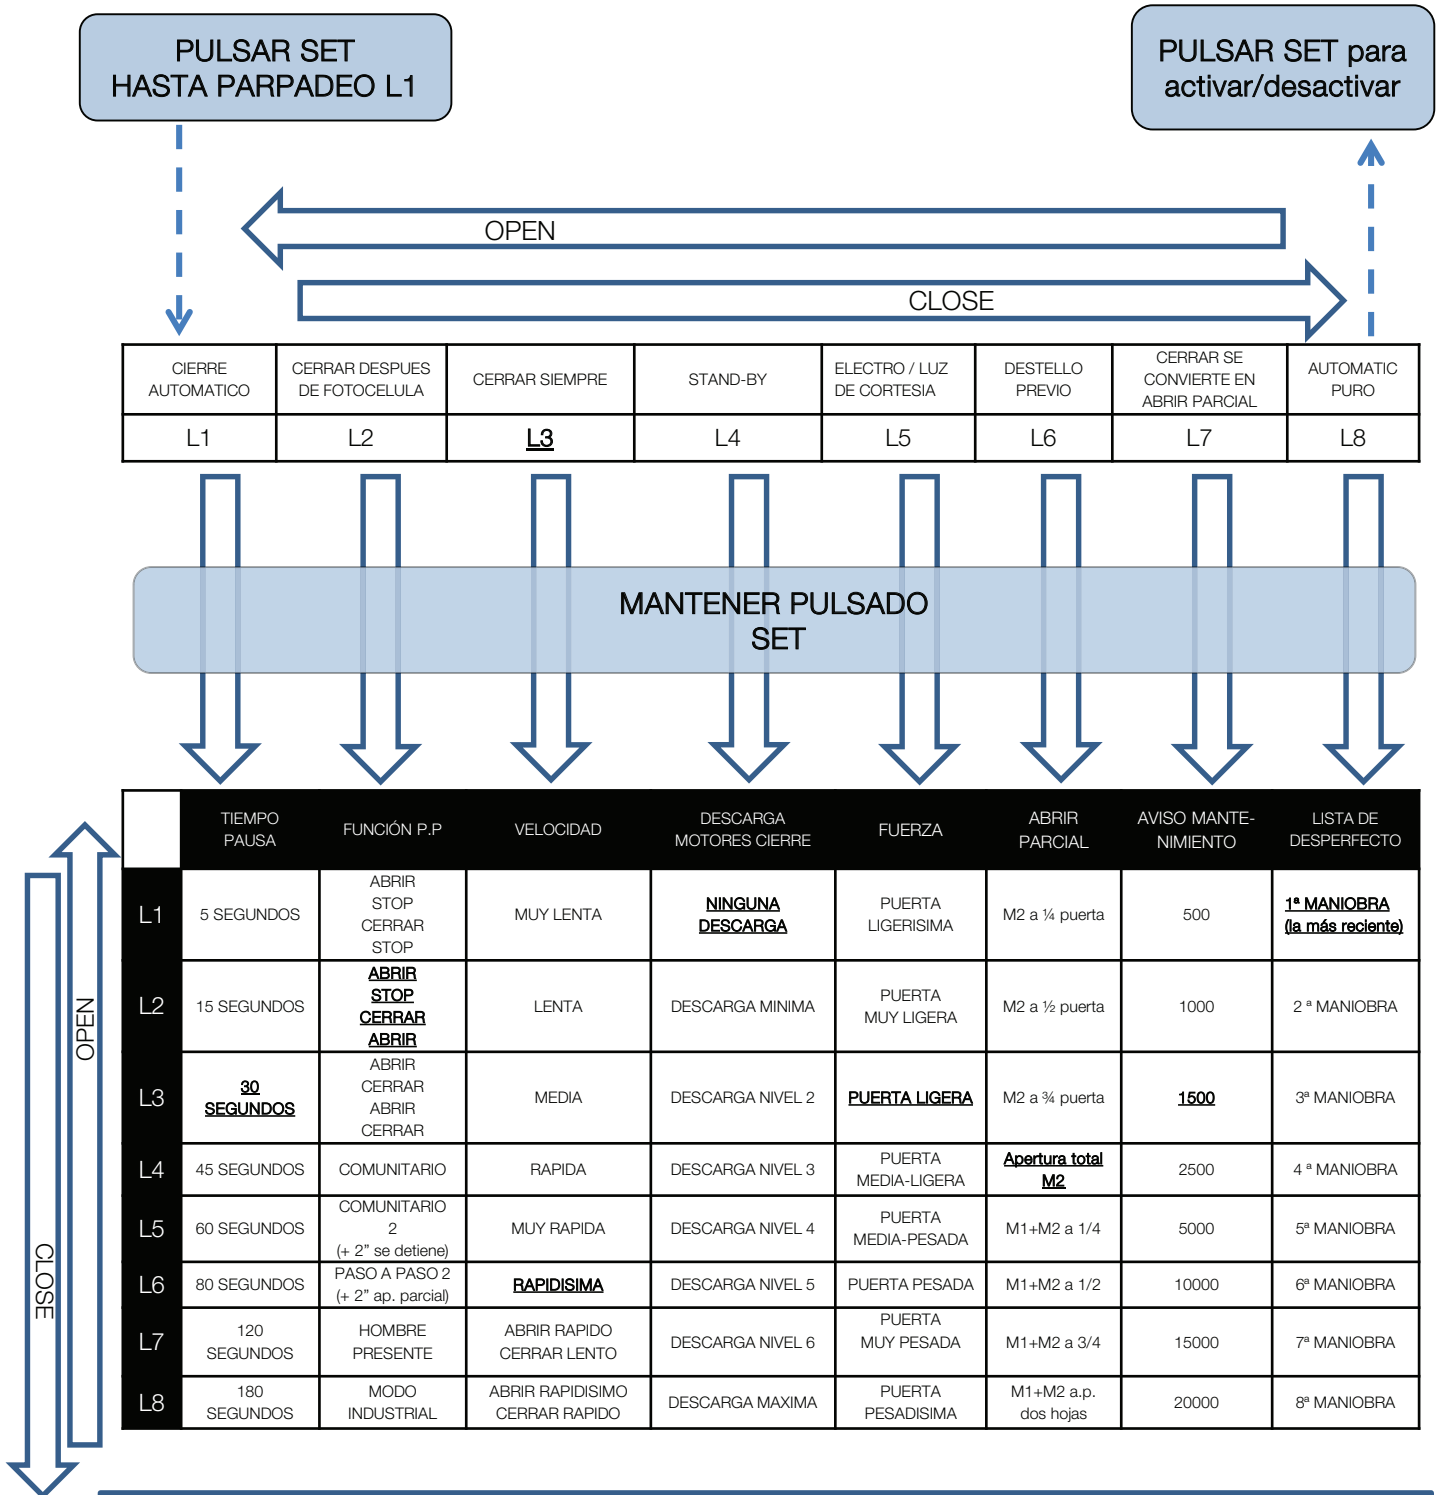 PULSAR SET
HASTA PARPADEO L1
PULSAR SET para
activar/desactivar
OPEN
CLOSE
CIERRE
AUTOMATICO
CERRAR DESPUES
DE FOTOCELULA
CERRAR SIEMPRE
STAND-BY
ELECTRO / LUZ
DE CORTESIA
DESTELLO
PREVIO
CERRAR SE
CONVIERTE EN
ABRIR PARCIAL
AUTOMATIC
PURO
L1
L2
L3
L4
L5
L6
L7
L8
MANTENER PULSADO
SET
TIEMPO
PAUSA
FUNCIÓN P.P
VELOCIDAD
DESCARGA
MOTORES CIERRE
FUERZA
ABRIR
PARCIAL
AVISO MANTE-
NIMIENTO
LISTA DE
DESPERFECTO
OPEN
CLOSE
L1
5 SEGUNDOS
ABRIR
STOP
CERRAR
STOP
MUY LENTA
NINGUNA
DESCARGA
PUERTA
LIGERISIMA
M2 a ¼ puerta
500
1ª MANIOBRA
(la más reciente)
L2
15 SEGUNDOS
ABRIR
STOP
CERRAR
ABRIR
LENTA
DESCARGA MINIMA
PUERTA
MUY LIGERA
M2 a ½ puerta
1000
2 ª MANIOBRA
L3
30
SEGUNDOS
ABRIR
CERRAR
ABRIR
CERRAR
MEDIA
DESCARGA NIVEL 2
PUERTA LIGERA
M2 a ¾ puerta
1500
3ª MANIOBRA
L4
45 SEGUNDOS
COMUNITARIO
RAPIDA
DESCARGA NIVEL 3
PUERTA
MEDIA-LIGERA
Apertura total
M2
2500
4 ª MANIOBRA
L5
60 SEGUNDOS
COMUNITARIO
2
(+ 2” se detiene)
MUY RAPIDA
DESCARGA NIVEL 4
PUERTA
MEDIA-PESADA
M1+M2 a 1/4
5000
5ª MANIOBRA
L6
80 SEGUNDOS
PASO A PASO 2
(+ 2” ap. parcial)
RAPIDISIMA
DESCARGA NIVEL 5
PUERTA PESADA
M1+M2 a 1/2
10000
6ª MANIOBRA
L7
120
SEGUNDOS
HOMBRE
PRESENTE
ABRIR RAPIDO
CERRAR LENTO
DESCARGA NIVEL 6
PUERTA
MUY PESADA
M1+M2 a 3/4
15000
7ª MANIOBRA
L8
180
SEGUNDOS
MODO
INDUSTRIAL
ABRIR RAPIDISIMO
CERRAR RAPIDO
DESCARGA MAXIMA
PUERTA
PESADISIMA
M1+M2 a.p.
dos hojas
20000
8ª MANIOBRA